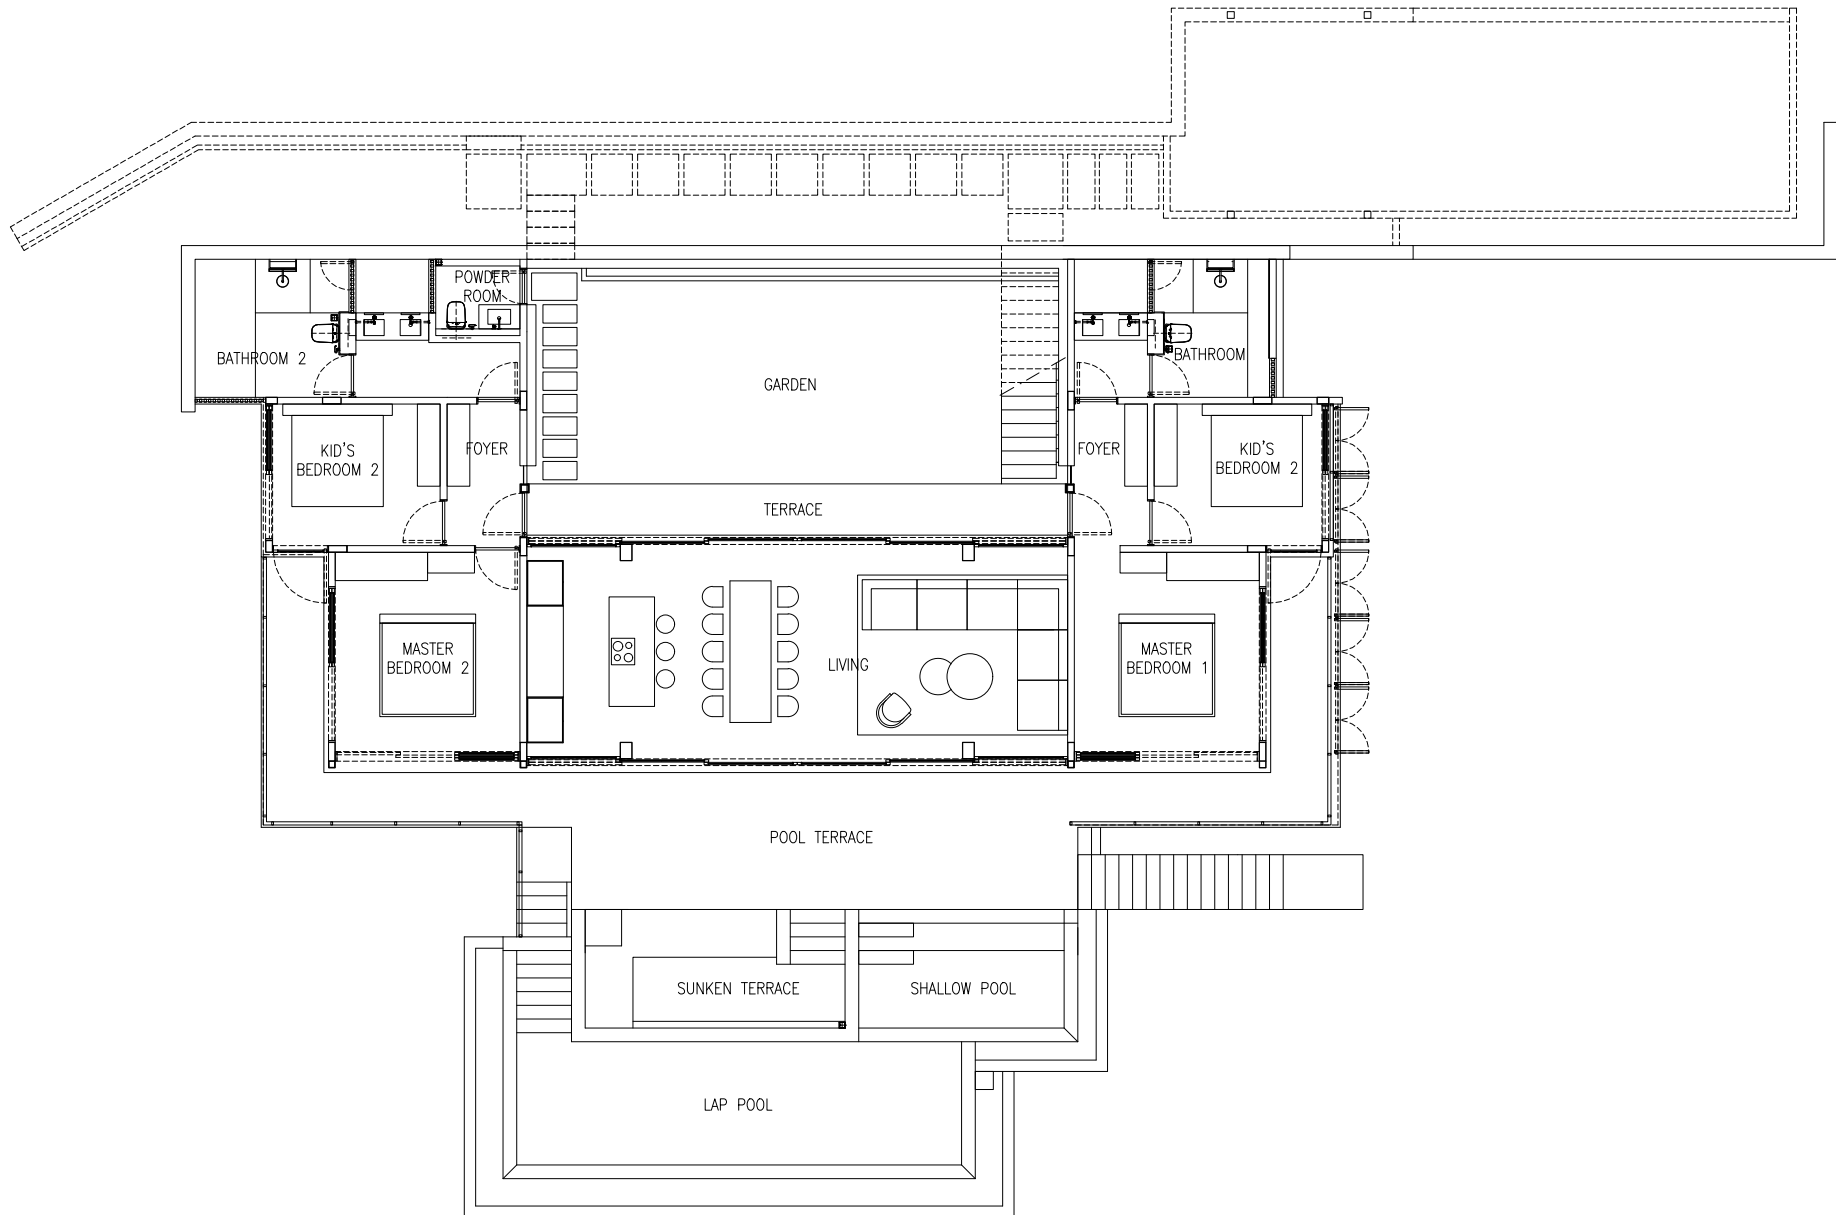 POWDER
ROOM
BATHROOM 2
BATHROOM
GARDEN
KID'S
BEDROOM 2
FOYER
FOYER
KID'S
BEDROOM 2
TERRACE
MASTER
BEDROOM 2
LIVING
MASTER
BEDROOM 1
POOL TERRACE
SUNKEN TERRACE
SHALLOW POOL
LAP POOL